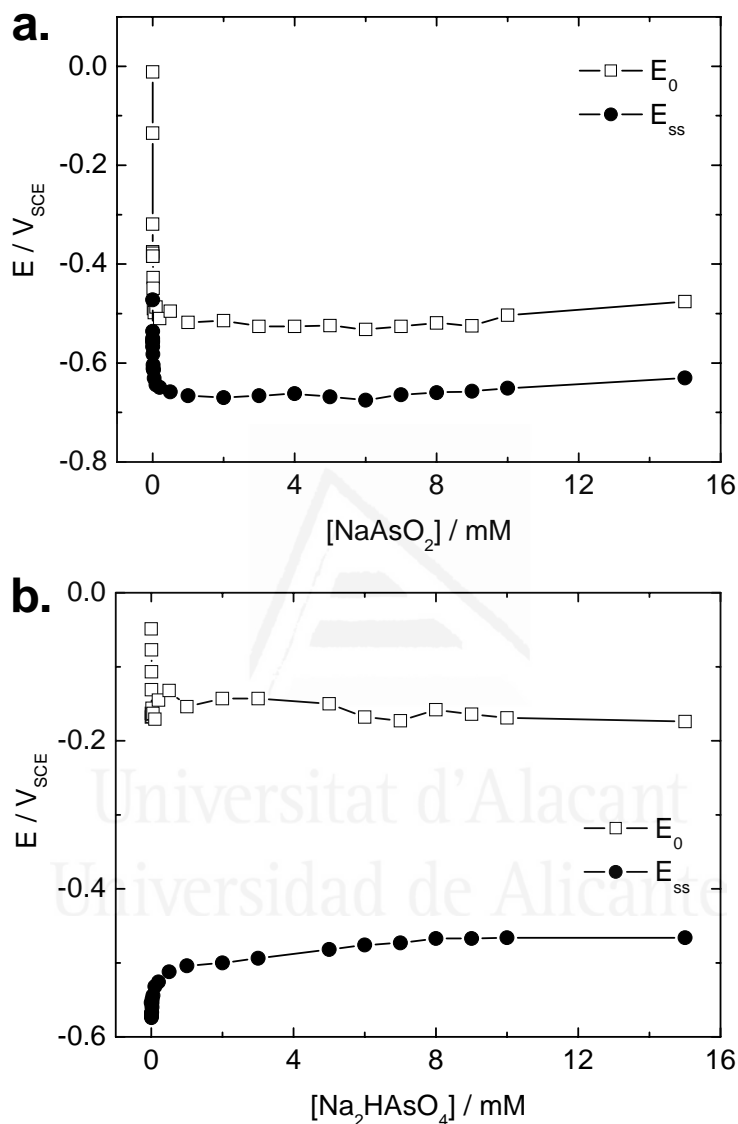 a.
0.0
-0.2
-0.4
-0.6
-0.8
E / V_SCE
E_0
E_ss
0 4 8 12 16
[NaAsO_2] / mM
b.
0.0
-0.2
-0.4
-0.6
E / V_SCE
Universitat d'Alacant
Universidad de Alicante
E_0
E_ss
0 4 8 12 16
[Na_2HAsO_4] / mM